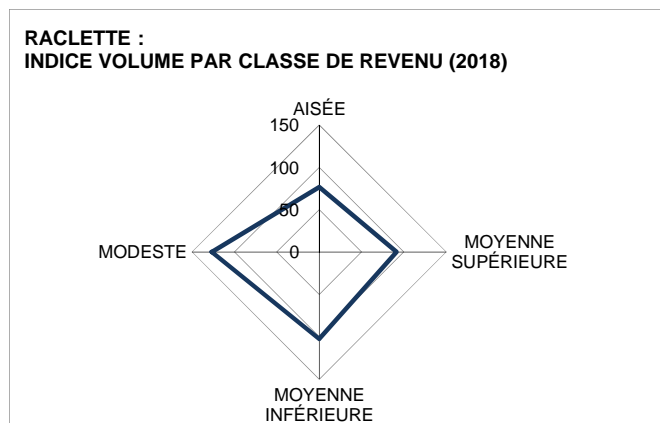 RACLETTE :
INDICE VOLUME PAR CLASSE DE REVENU (2018)
AISÉE
150
100
50
0
MODESTE
MOYENNE
SUPÉRIEURE
MOYENNE
INFÉRIEURE